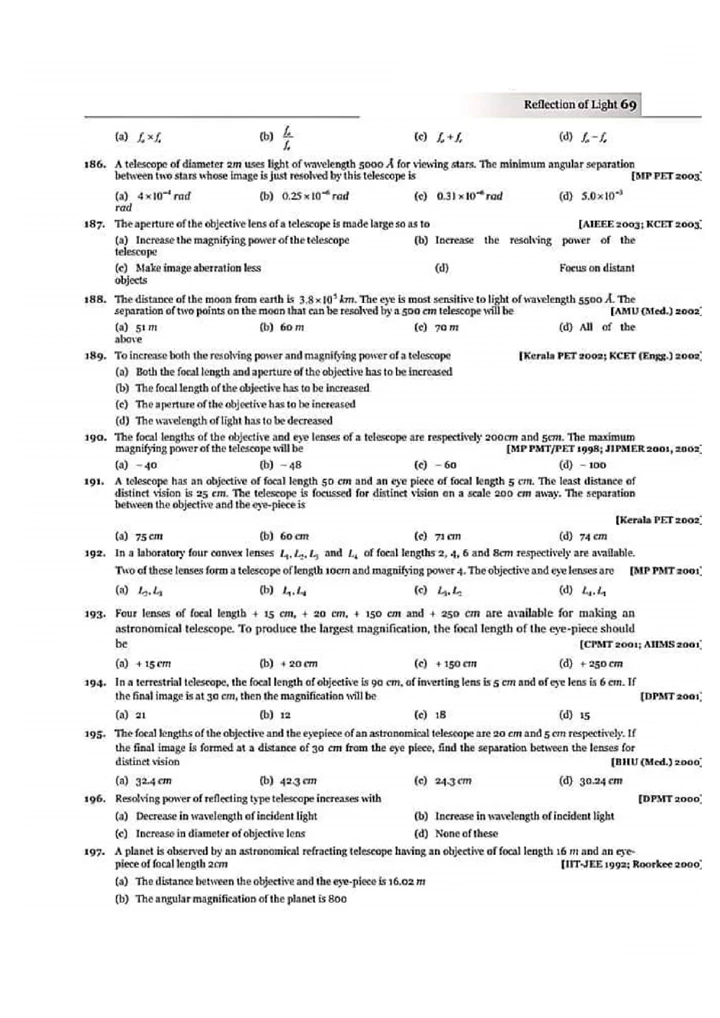 Reflection of Light 69
(a) fₒ × fₑ (b) fₒ/fₑ (c) fₒ + fₑ (d) fₒ – fₑ
186. A telescope of diameter 2m uses light of wavelength 5000 Å for viewing stars. The minimum angular separation
between two stars whose image is just resolved by this telescope is [MP PET 2003]
(a) 4×10⁻⁴ rad (b) 0.25×10⁻⁶ rad (c) 0.31×10⁻⁶ rad (d) 5.0×10⁻³
rad
187. The aperture of the objective lens of a telescope is made large so as to [AIEEE 2003; KCET 2003]
(a) Increase the magnifying power of the telescope (b) Increase the resolving power of the
telescope
(c) Make image aberration less (d) Focus on distant
objects
188. The distance of the moon from earth is 3.8×10⁵ km. The eye is most sensitive to light of wavelength 5500 Å. The
separation of two points on the moon that can be resolved by a 500 cm telescope will be [AMU (Med.) 2002]
(a) 51 m (b) 60 m (c) 70 m (d) All of the
above
189. To increase both the resolving power and magnifying power of a telescope [Kerala PET 2002; KCET (Engg.) 2002]
(a) Both the focal length and aperture of the objective has to be increased
(b) The focal length of the objective has to be increased
(c) The aperture of the objective has to be increased
(d) The wavelength of light has to be decreased
190. The focal lengths of the objective and eye lenses of a telescope are respectively 200cm and 5cm. The maximum
magnifying power of the telescope will be [MP PMT/PET 1998; JIPMER 2001, 2002]
(a) – 40 (b) – 48 (c) – 60 (d) – 100
191. A telescope has an objective of focal length 50 cm and an eye piece of focal length 5 cm. The least distance of
distinct vision is 25 cm. The telescope is focussed for distinct vision on a scale 200 cm away. The separation
between the objective and the eye-piece is
[Kerala PET 2002]
(a) 75 cm (b) 60 cm (c) 71 cm (d) 74 cm
192. In a laboratory four convex lenses L₁, L₂, L₃ and L₄ of focal lengths 2, 4, 6 and 8cm respectively are available.
Two of these lenses form a telescope of length 10cm and magnifying power 4. The objective and eye lenses are [MP PMT 2001]
(a) L₂, L₃ (b) L₁, L₄ (c) L₃, L₂ (d) L₄, L₁
193. Four lenses of focal length + 15 cm, + 20 cm, + 150 cm and + 250 cm are available for making an
astronomical telescope. To produce the largest magnification, the focal length of the eye-piece should
be [CPMT 2001; AIIMS 2001]
(a) + 15 cm (b) + 20 cm (c) + 150 cm (d) + 250 cm
194. In a terrestrial telescope, the focal length of objective is 90 cm, of inverting lens is 5 cm and of eye lens is 6 cm. If
the final image is at 30 cm, then the magnification will be [DPMT 2001]
(a) 21 (b) 12 (c) 18 (d) 15
195. The focal lengths of the objective and the eyepiece of an astronomical telescope are 20 cm and 5 cm respectively. If
the final image is formed at a distance of 30 cm from the eye piece, find the separation between the lenses for
distinct vision [BHU (Med.) 2000]
(a) 32.4 cm (b) 42.3 cm (c) 24.3 cm (d) 30.24 cm
196. Resolving power of reflecting type telescope increases with [DPMT 2000]
(a) Decrease in wavelength of incident light (b) Increase in wavelength of incident light
(c) Increase in diameter of objective lens (d) None of these
197. A planet is observed by an astronomical refracting telescope having an objective of focal length 16 m and an eye-
piece of focal length 2cm [IIT-JEE 1992; Roorkee 2000]
(a) The distance between the objective and the eye-piece is 16.02 m
(b) The angular magnification of the planet is 800